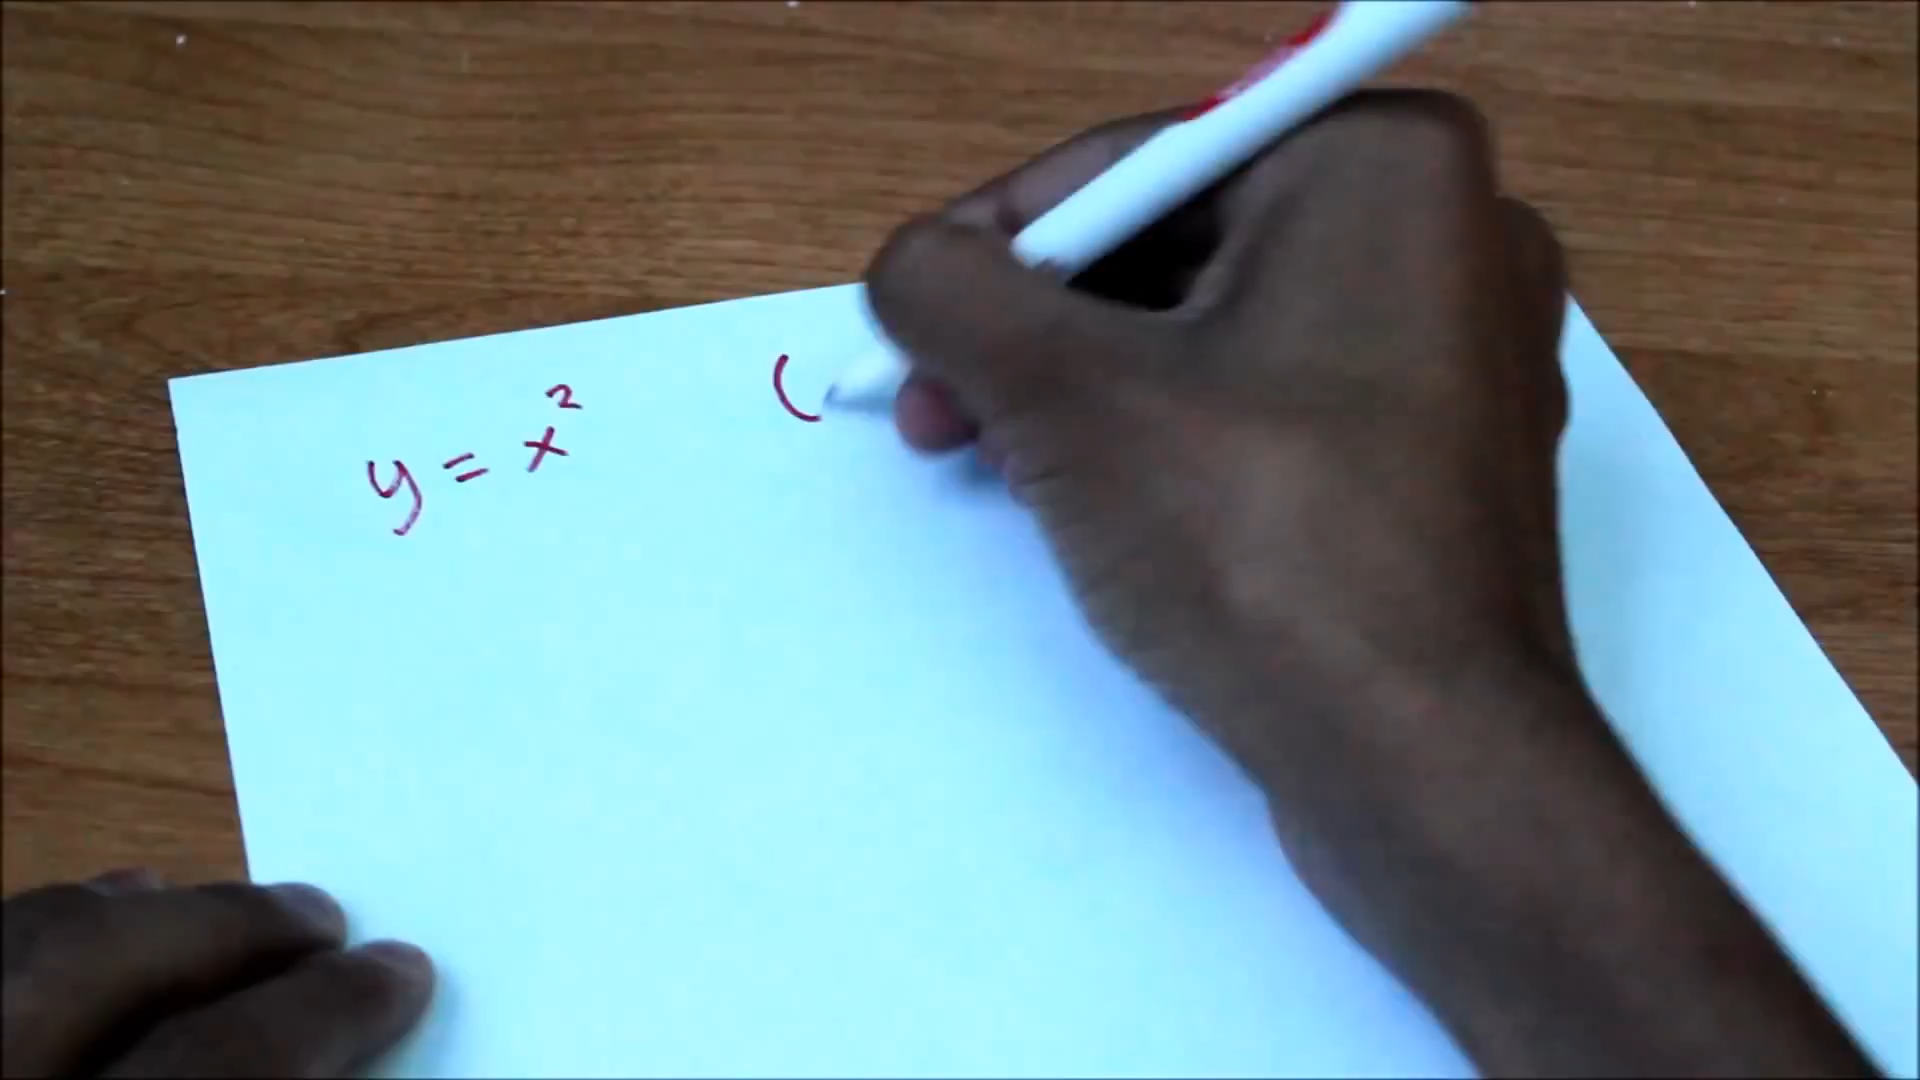 y = x² (